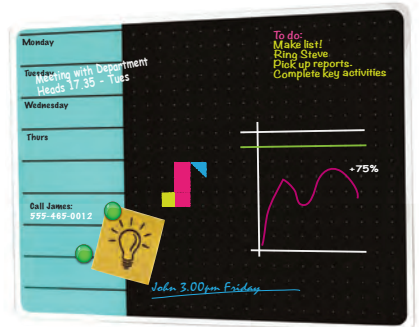 Monday
Tuesday
Meeting with Department
Heads 17.35 - Tues
Wednesday
Thurs
Call James:
555-465-0012
To do:
Make list!
Ring Steve
Pick up reports.
Complete key activities
+75%
John 3.00pm Friday